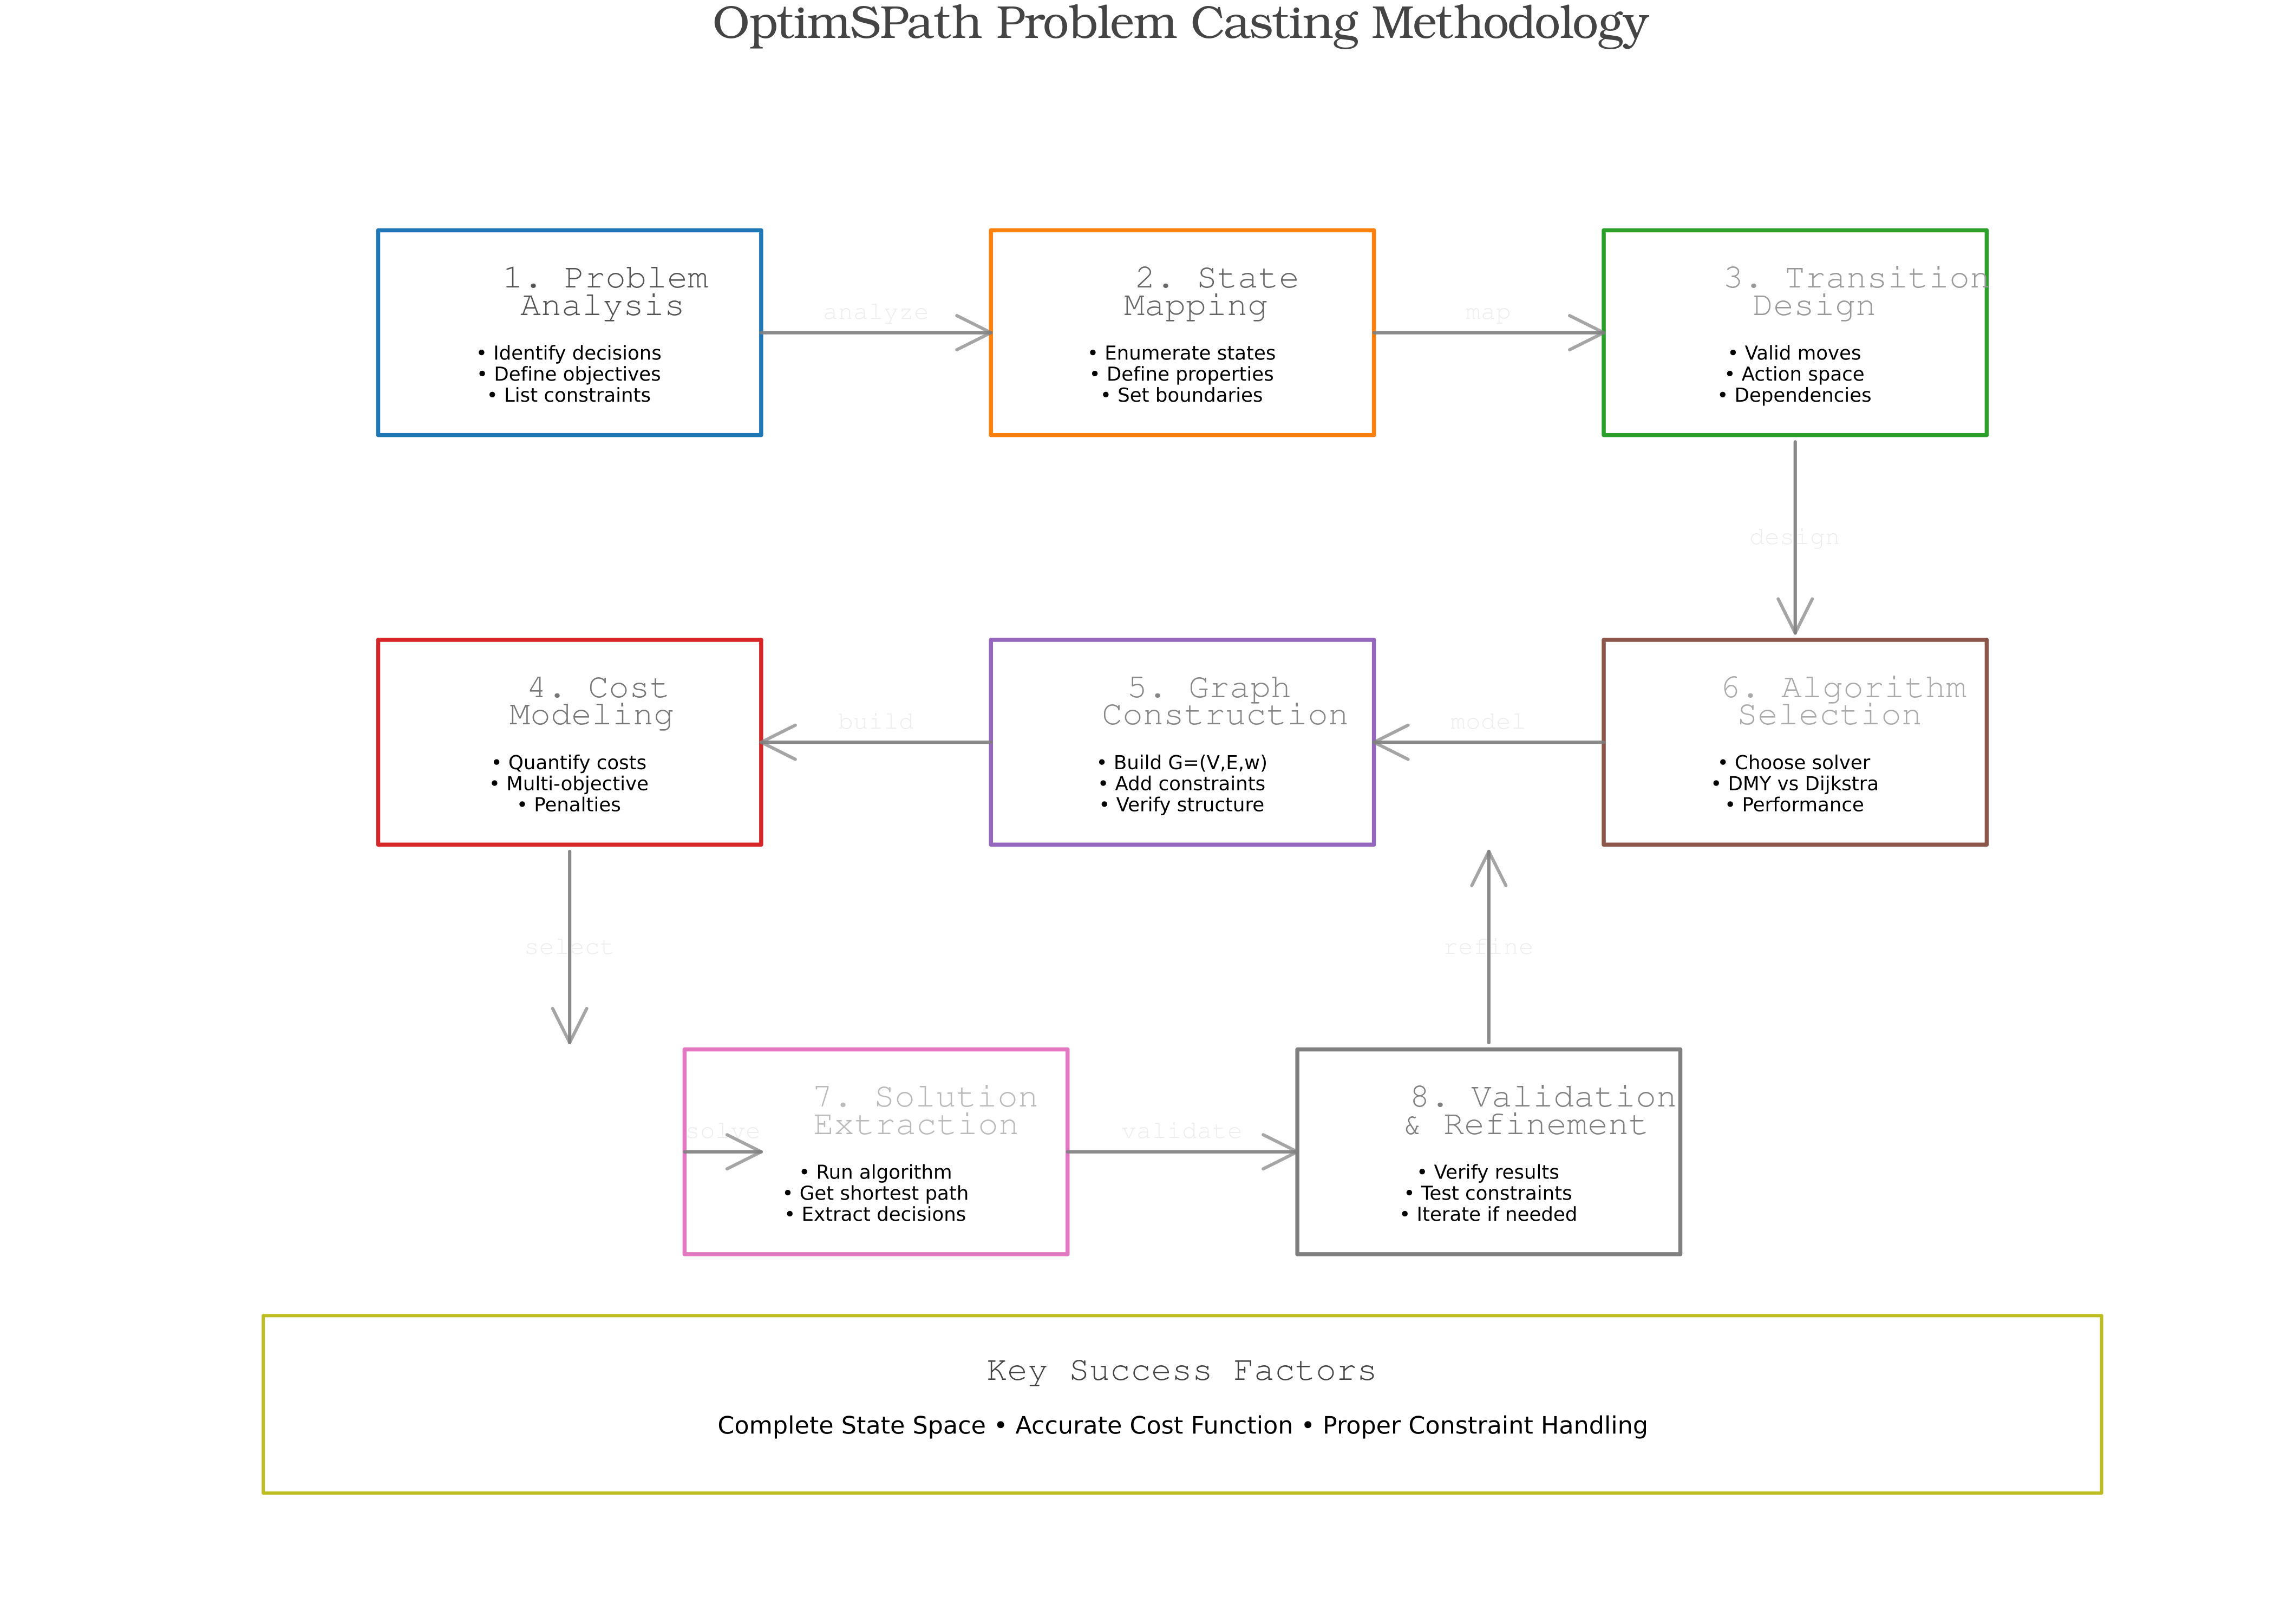 OptimSPath Problem Casting Methodology
1. Problem
Analysis
• Identify decisions
• Define objectives
• List constraints
analyze
2. State
Mapping
• Enumerate states
• Define properties
• Set boundaries
map
3. Transition
Design
• Valid moves
• Action space
• Dependencies
design
4. Cost
Modeling
• Quantify costs
• Multi-objective
• Penalties
build
5. Graph
Construction
• Build G=(V,E,w)
• Add constraints
• Verify structure
model
6. Algorithm
Selection
• Choose solver
• DMY vs Dijkstra
• Performance
select
refine
solve
7. Solution
Extraction
• Run algorithm
• Get shortest path
• Extract decisions
validate
8. Validation
& Refinement
• Verify results
• Test constraints
• Iterate if needed
Key Success Factors
Complete State Space • Accurate Cost Function • Proper Constraint Handling